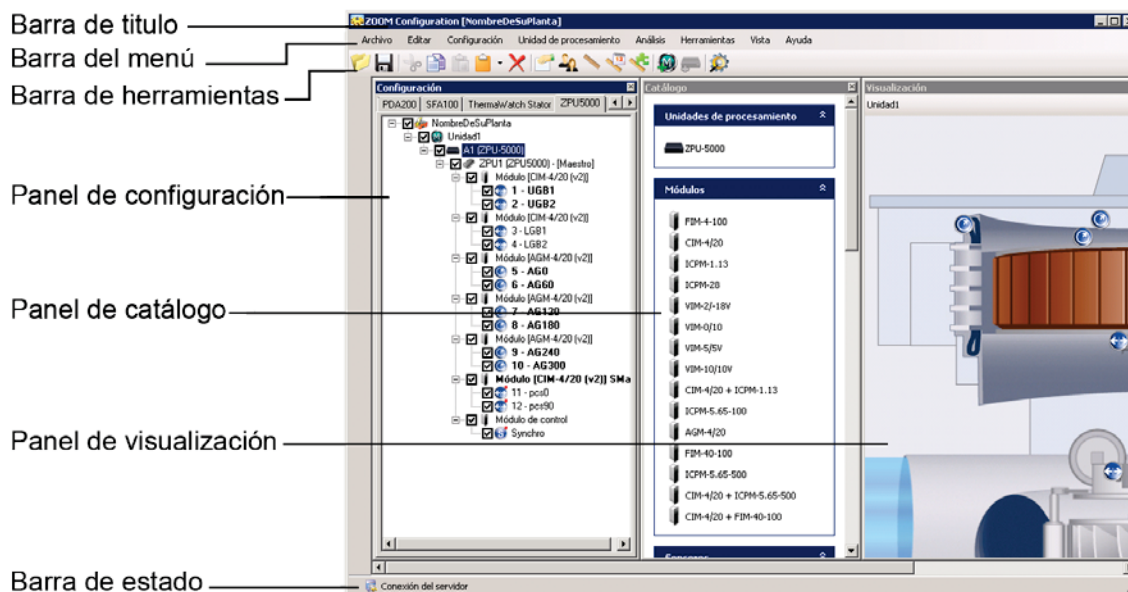 Barra de titulo
Barra del menú
Barra de herramientas
Panel de configuración
Panel de catálogo
Panel de visualización
Barra de estado
ZOOM Configuration [NombreDeSuPlanta]
Archivo Editar Configuración Unidad de procesamiento Análisis Herramientas Vista Ayuda
Configuración
PDA200 SFA100 ThermaWatch Stator ZPU5000
NombreDeSuPlanta
Unidad1
A1 (ZPU-5000)
ZPU1 (ZPU5000) - [Maestro]
Módulo [CIM-4/20 (v2)]
1 - UGB1
2 - UGB2
Módulo [CIM-4/20 (v2)]
3 - LGB1
4 - LGB2
Módulo [AGM-4/20 (v2)]
5 - AG0
6 - AG60
Módulo [AGM-4/20 (v2)]
7 - AG120
8 - AG180
Módulo [AGM-4/20 (v2)]
9 - AG240
10 - AG300
Módulo [CIM-4/20 (v2)] SMa
11 - pcs0
12 - pcs90
Módulo de control
Synchro
Catálogo
Unidades de procesamiento
ZPU-5000
Módulos
FIM-4-100
CIM-4/20
ICPM-1.13
ICPM-28
VIM-2/-18V
VIM-0/10
VIM-5/5V
VIM-10/10V
CIM-4/20 + ICPM-1.13
ICPM-5.65-100
AGM-4/20
FIM-40-100
ICPM-5.65-500
CIM-4/20 + ICPM-5.65-500
CIM-4/20 + FIM-40-100
Sensores
Visualización
Unidad1
Conexión del servidor